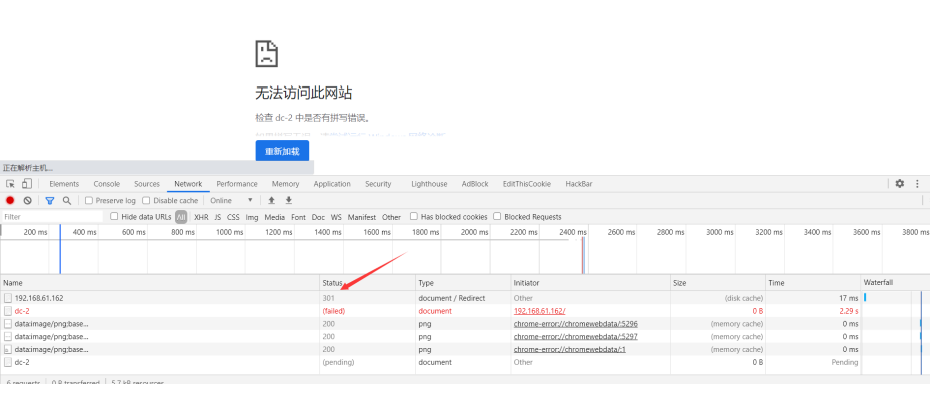 无法访问此网站
检查 dc-2 中是否有拼写错误。
重新加载
正在解析主机...
Elements Console Sources Network Performance Memory Application Security Lighthouse AdBlock EditThisCookie HackBar
Preserve log Disable cache Online
Filter Hide data URLs All XHR JS CSS Img Media Font Doc WS Manifest Other Has blocked cookies Blocked Requests
200 ms 400 ms 600 ms 800 ms 1000 ms 1200 ms 1400 ms 1600 ms 1800 ms 2000 ms 2200 ms 2400 ms 2600 ms 2800 ms 3000 ms 3200 ms 3400 ms 3600 ms 3800 ms
Name Status Type Initiator Size Time Waterfall
192.168.61.162 301 document / Redirect Other (disk cache) 17 ms
dc-2 (failed) document 192.168.61.162/ 0 B 2.29 s
data:image/png;base... 200 png chrome-error://chromewebdata/:5296 (memory cache) 0 ms
data:image/png;base... 200 png chrome-error://chromewebdata/:5297 (memory cache) 0 ms
data:image/png;base... 200 png chrome-error://chromewebdata/:1 (memory cache) 0 ms
dc-2 (pending) document Other 0 B Pending
6 requests 0 B transferred 5.7 kB resources